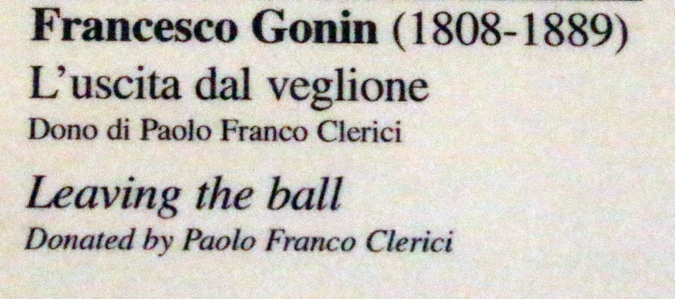 Francesco Gonin (1808-1889)
L'uscita dal veglione
Dono di Paolo Franco Clerici
Leaving the ball
Donated by Paolo Franco Clerici